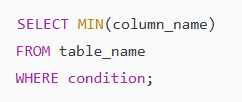 SELECT MIN(column_name)
FROM table_name
WHERE condition;